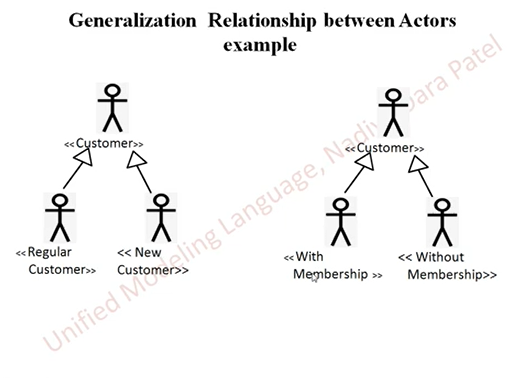 Generalization Relationship between Actors
example
<<Customer>>
<<Regular
Customer>>
<< New
Customer>>
<<Customer>>
<<With
Membership >>
<< Without
Membership>>
Unified Modeling Language, Nadi ara Patel